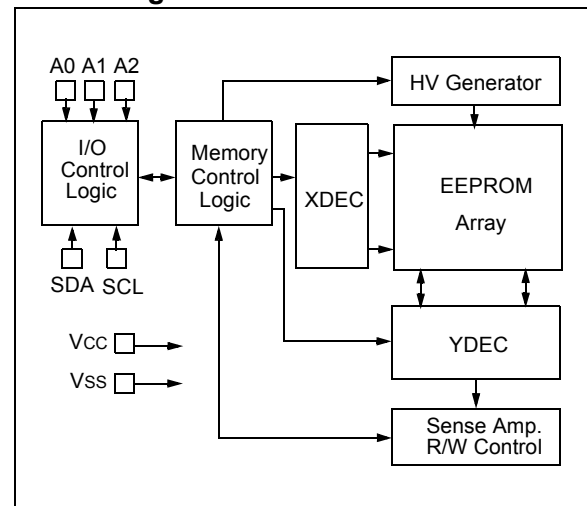 A0 A1 A2
I/O
Control
Logic
Memory
Control
Logic
XDEC
HV Generator
EEPROM
Array
SDA SCL
VCC
VSS
YDEC
Sense Amp.
R/W Control